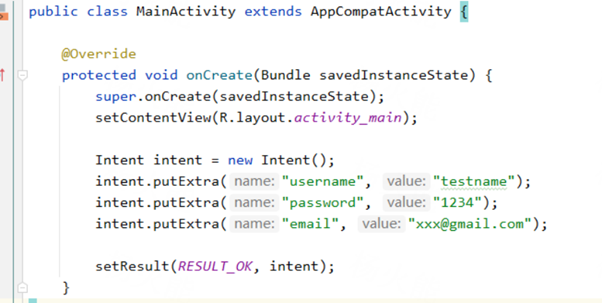 public class MainActivity extends AppCompatActivity {
@Override
protected void onCreate(Bundle savedInstanceState) {
super.onCreate(savedInstanceState);
setContentView(R.layout.activity_main);
Intent intent = new Intent();
intent.putExtra( name: "username", value: "testname");
intent.putExtra( name: "password", value: "1234");
intent.putExtra( name: "email", value: "xxx@gmail.com");
setResult(RESULT_OK, intent);
}